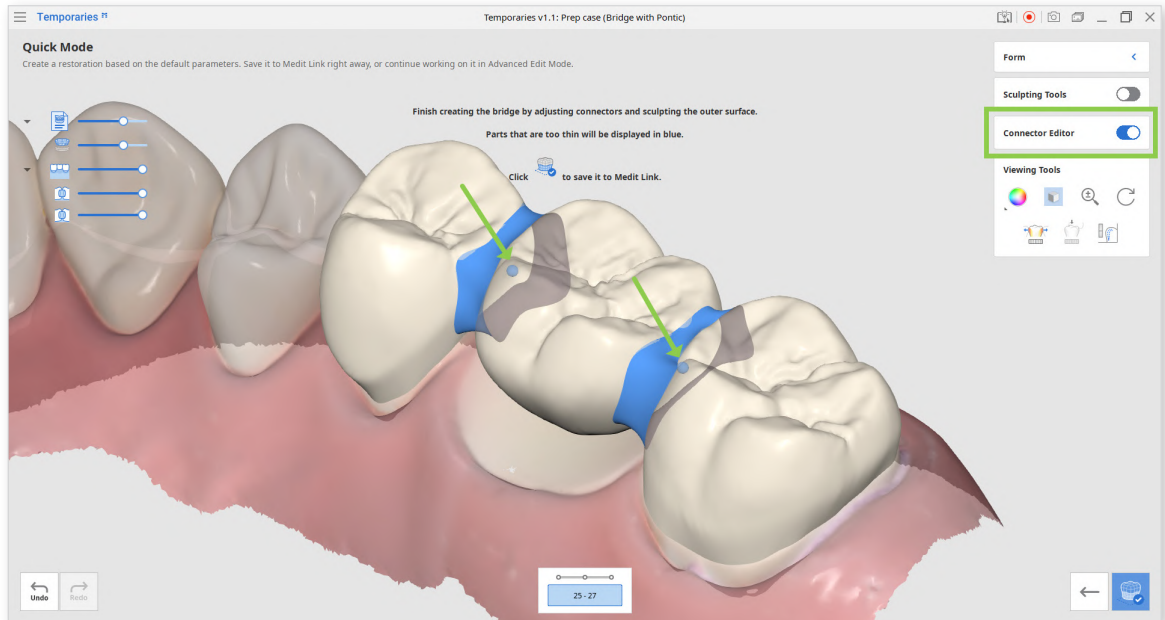 Temporaries
Temporaries v1.1: Prep case (Bridge with Pontic)
Quick Mode
Create a restoration based on the default parameters. Save it to Medit Link right away, or continue working on it in Advanced Edit Mode.
Finish creating the bridge by adjusting connectors and sculpting the outer surface.
Parts that are too thin will be displayed in blue.
Click to save it to Medit Link.
Form
Sculpting Tools
Connector Editor
Viewing Tools
Undo
Redo
25 - 27